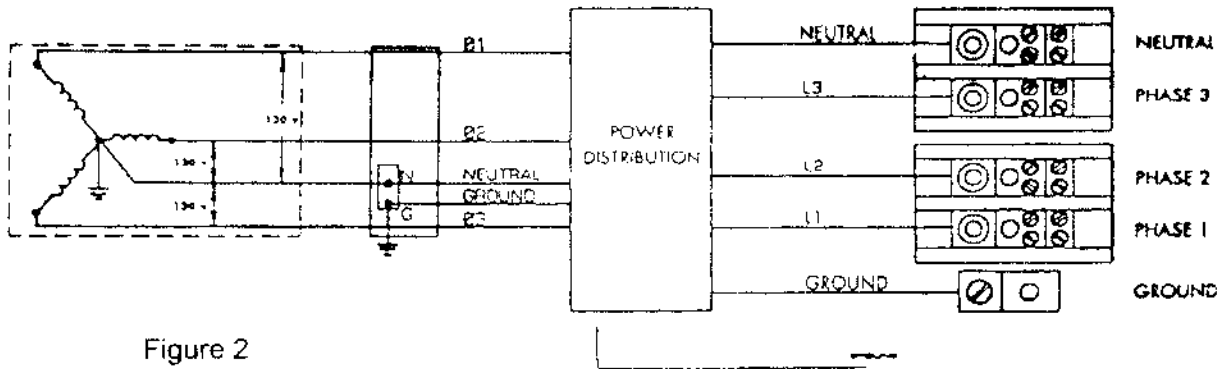 Ø1
NEUTRAL
NEUTRAL
L3
PHASE 3
Ø2
POWER
DISTRIBUTION
N
NEUTRAL
L2
PHASE 2
GROUND
G
Ø3
L1
PHASE 1
GROUND
GROUND
Figure 2